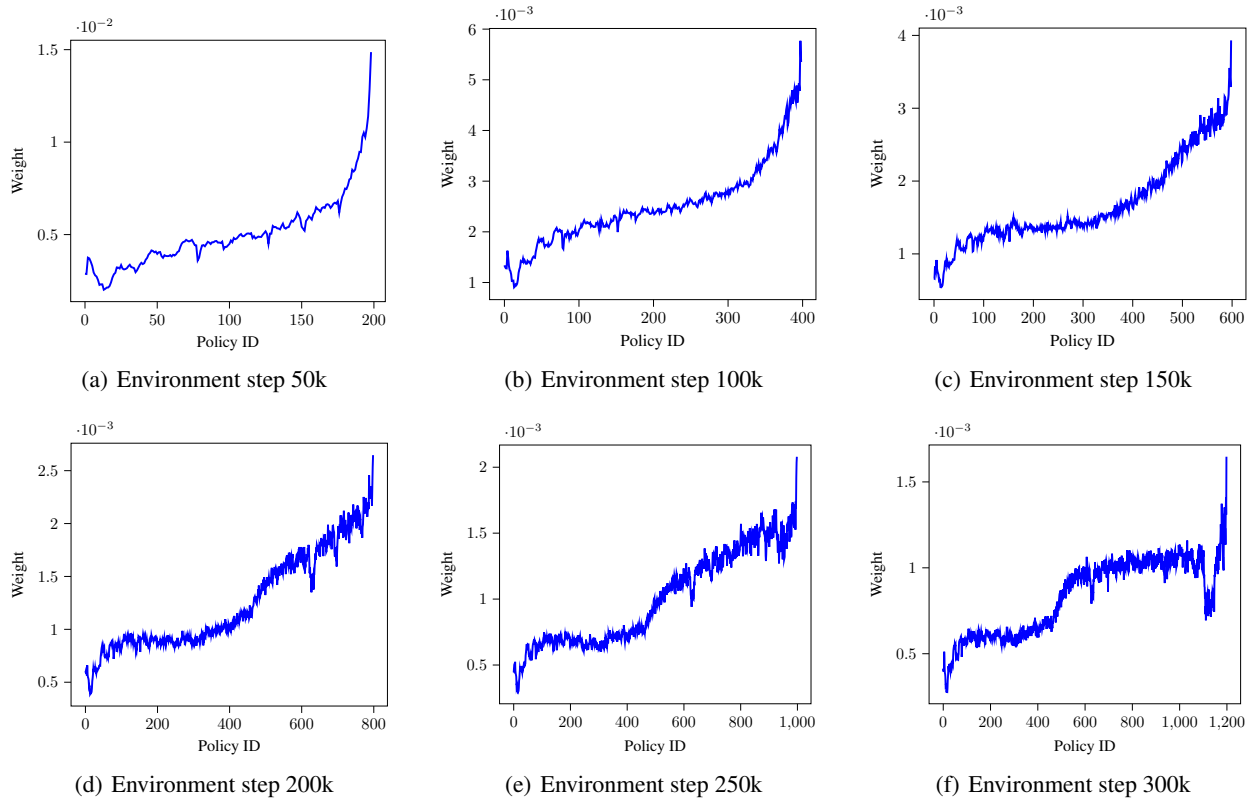 ·10⁻²
1.5
1
0.5
Weight
0 50 100 150 200
Policy ID
(a) Environment step 50k
·10⁻³
6
5
4
3
2
1
Weight
0 100 200 300 400
Policy ID
(b) Environment step 100k
·10⁻³
4
3
2
1
Weight
0 100 200 300 400 500 600
Policy ID
(c) Environment step 150k
·10⁻³
2.5
2
1.5
1
0.5
Weight
0 200 400 600 800
Policy ID
(d) Environment step 200k
·10⁻³
2
1.5
1
0.5
Weight
0 200 400 600 800 1,000
Policy ID
(e) Environment step 250k
·10⁻³
1.5
1
0.5
Weight
0 200 400 600 800 1,000 1,200
Policy ID
(f) Environment step 300k